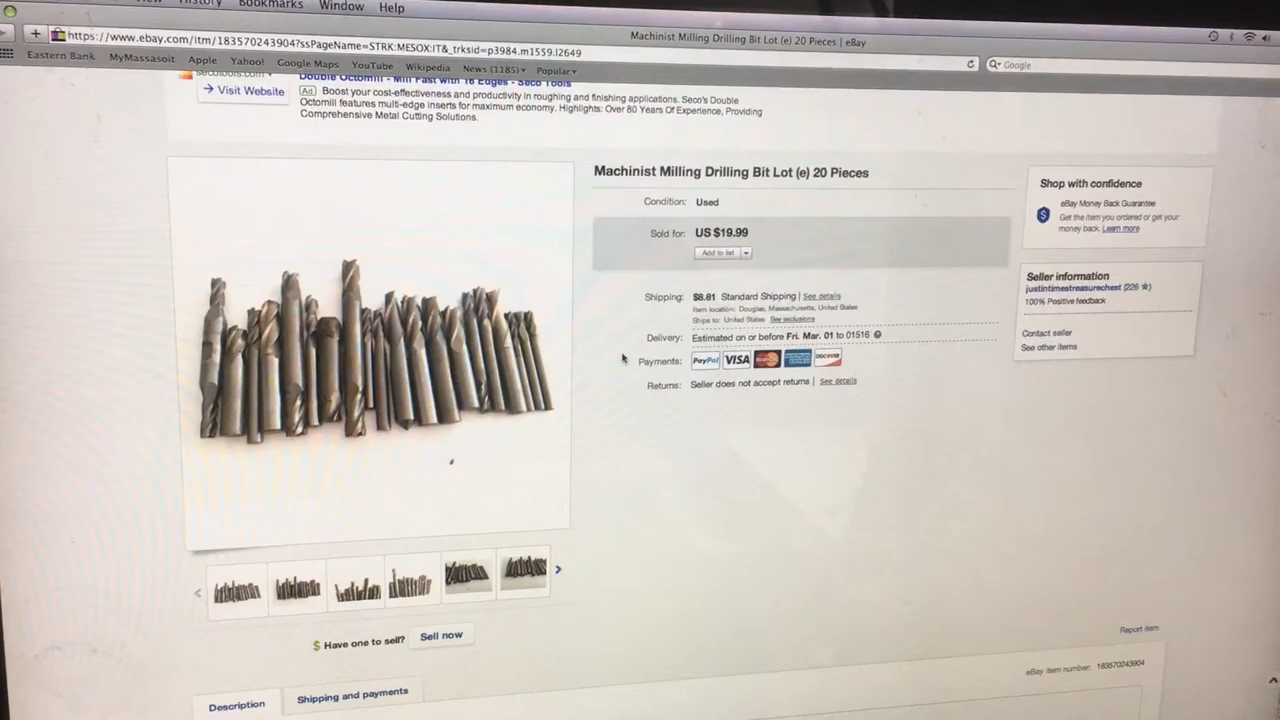 History Bookmarks Window Help
Machinist Milling Drilling Bit Lot (e) 20 Pieces | eBay
+ https://www.ebay.com/itm/183570243904?ssPageName=STRK:MESOX:IT&_trksid=p3984.m1559.l2649
Google
Eastern Bank MyMassasoit Apple Yahoo! Google Maps YouTube Wikipedia News (1185) Popular
secotools.com
Double Octomill - Mill Fast with 16 Edges - Seco Tools
Visit Website
Ad Boost your cost-effectiveness and productivity in roughing and finishing applications. Seco's Double
Octomill features multi-edge inserts for maximum economy. Highlights: Over 80 Years Of Experience, Providing
Comprehensive Metal Cutting Solutions.
Machinist Milling Drilling Bit Lot (e) 20 Pieces
Condition: Used
Sold for: US $19.99
Add to list
Shipping: $8.81 Standard Shipping | See details
Item location: Douglas, Massachusetts, United States
Ships to: United States See exclusions
Delivery: Estimated on or before Fri. Mar. 01 to 01516
Payments: PayPal VISA DISCOVER
Returns: Seller does not accept returns | See details
Shop with confidence
eBay Money Back Guarantee
Get the item you ordered or get your
money back. Learn more
Seller information
justintimestreasurechest (226)
100% Positive feedback
Contact seller
See other items
$ Have one to sell? Sell now
Report item
eBay item number: 183570243904
Description Shipping and payments